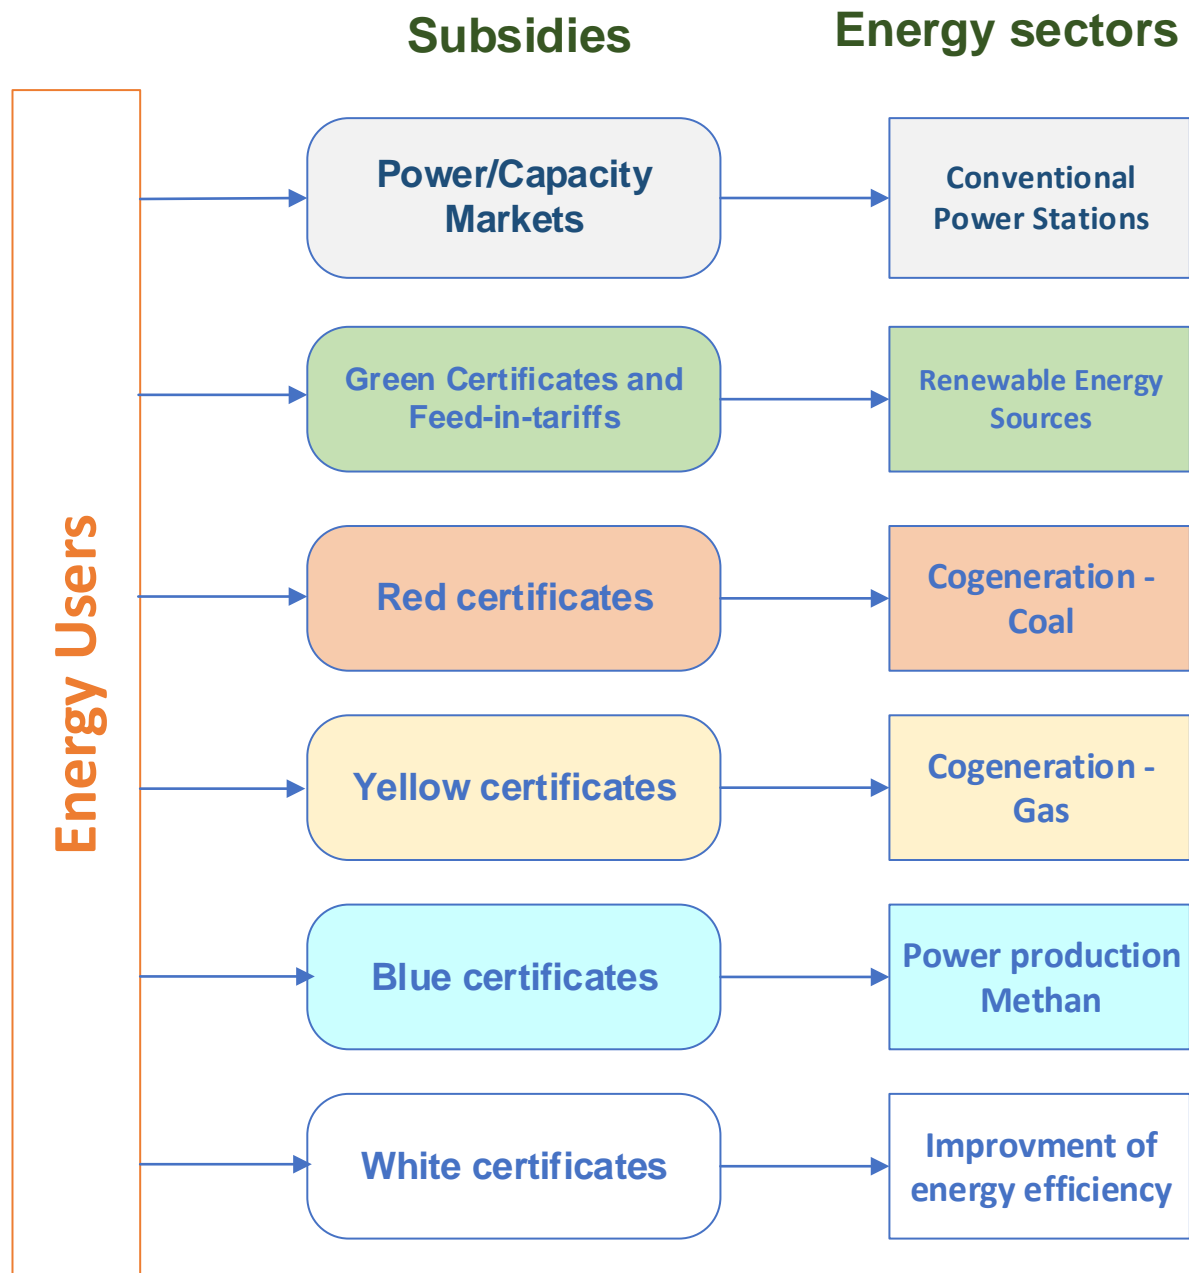 Subsidies
Energy sectors
Energy Users
Power/Capacity
Markets
Conventional
Power Stations
Green Certificates and
Feed-in-tariffs
Renewable Energy
Sources
Red certificates
Cogeneration -
Coal
Yellow certificates
Cogeneration -
Gas
Blue certificates
Power production
Methan
White certificates
Improvment of
energy efficiency